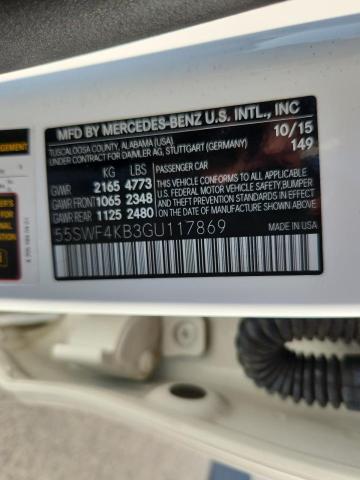 MFD BY MERCEDES-BENZ U.S. INTL., INC
TUSCALOOSA COUNTY, ALABAMA (USA) 10/15
UNDER CONTRACT FOR DAIMLER AG, STUTTGART (GERMANY) 149
KG LBS PASSENGER CAR
GVWR 2165 4773 THIS VEHICLE CONFORMS TO ALL APPLICABLE
GAWR FRONT 1065 2348 U.S. FEDERAL MOTOR VEHICLE SAFETY, BUMPER
GAWR REAR 1125 2480 AND THEFT PREVENTION STANDARDS IN EFFECT
ON THE DATE OF MANUFACTURE SHOWN ABOVE.
55SWF4KB3GU117869